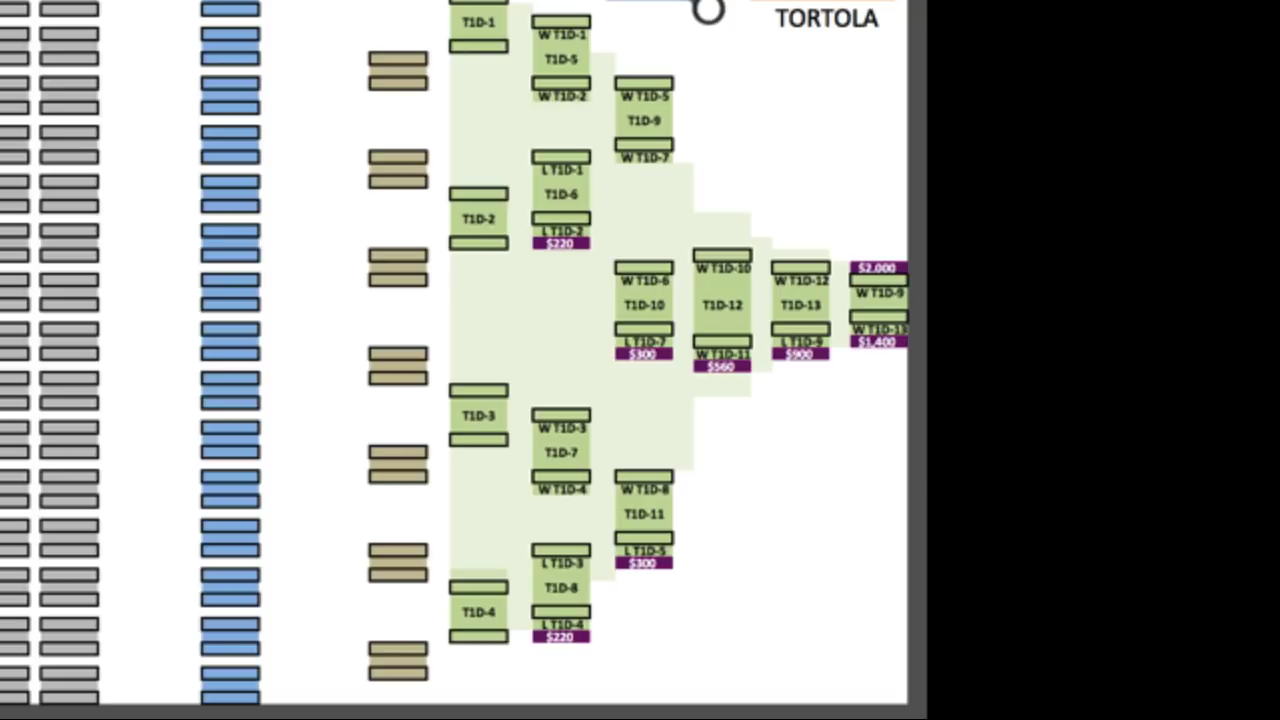 TORTOLA
T1D-1
W T1D-1
T1D-5
W T1D-2
W T1D-5
T1D-9
W T1D-7
L T1D-1
T1D-6
L T1D-2
$220
T1D-2
W T1D-6
T1D-10
L T1D-7
$300
W T1D-10
T1D-12
W T1D-11
$560
W T1D-12
T1D-13
L T1D-9
$900
$2,000
W T1D-9
W T1D-13
$1,400
T1D-3
W T1D-3
T1D-7
W T1D-4
W T1D-8
T1D-11
L T1D-5
$300
L T1D-3
T1D-8
L T1D-4
$220
T1D-4